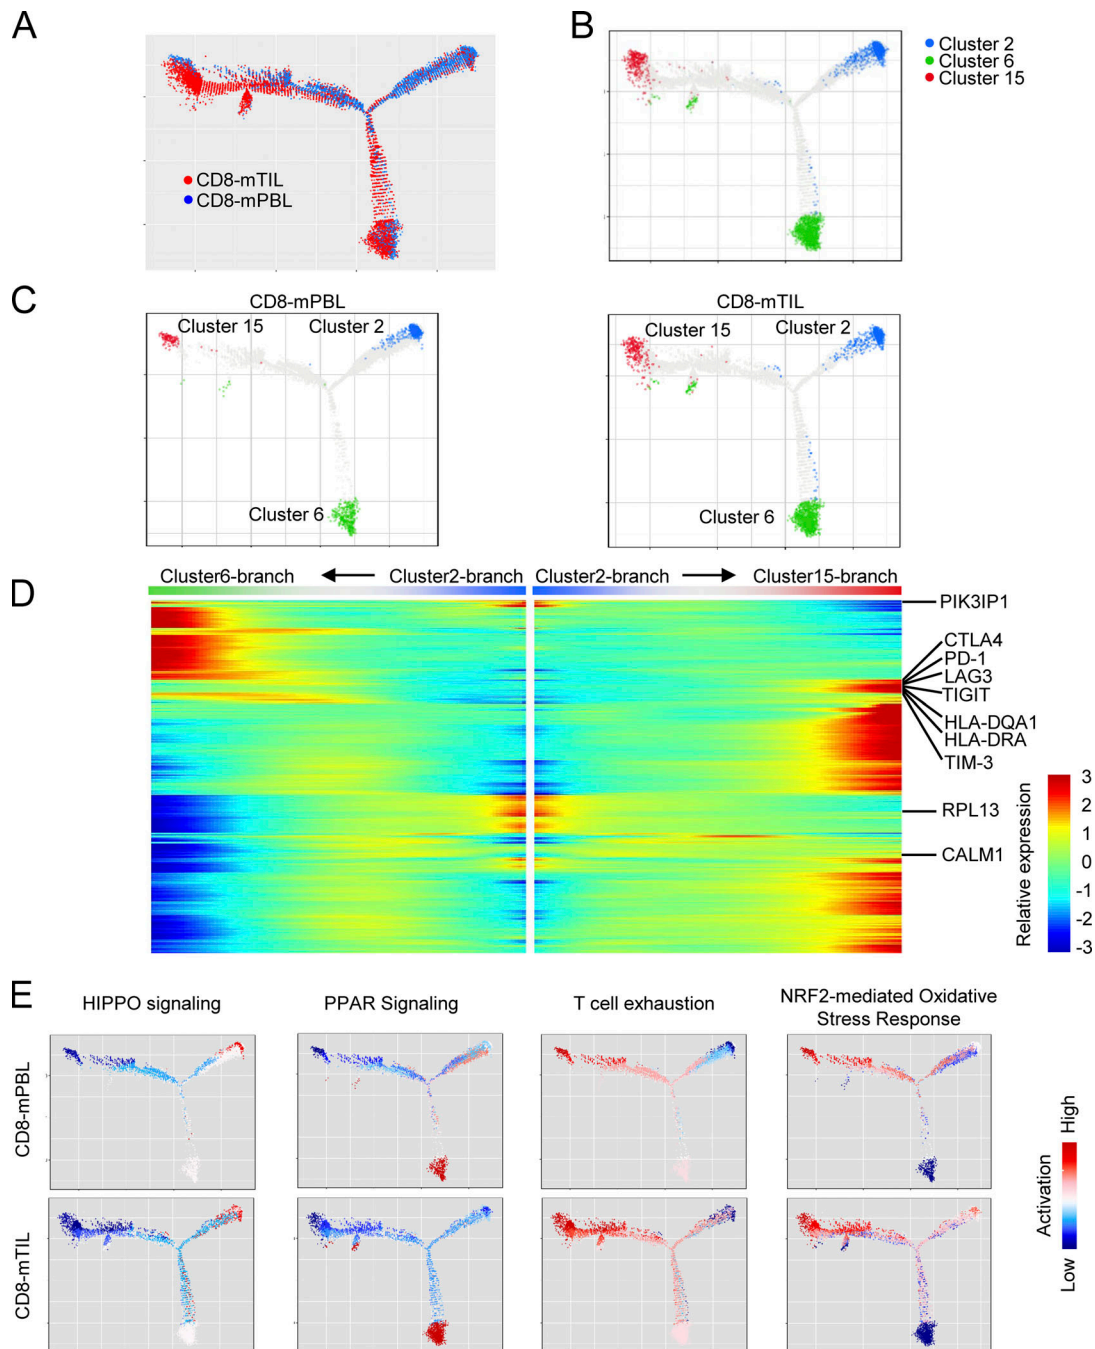 A
CD8-mTIL
CD8-mPBL
B
Cluster 2
Cluster 6
Cluster 15
C
CD8-mPBL
Cluster 15
Cluster 2
Cluster 6
CD8-mTIL
Cluster 15
Cluster 2
Cluster 6
D
Cluster6-branch
Cluster2-branch
Cluster2-branch
Cluster15-branch
PIK3IP1
CTLA4
PD-1
LAG3
TIGIT
HLA-DQA1
HLA-DRA
TIM-3
RPL13
CALM1
Relative expression
3
2
1
0
-1
-2
-3
E
HIPPO signaling
PPAR Signaling
T cell exhaustion
NRF2-mediated Oxidative
Stress Response
CD8-mPBL
CD8-mTIL
Activation
High
Low